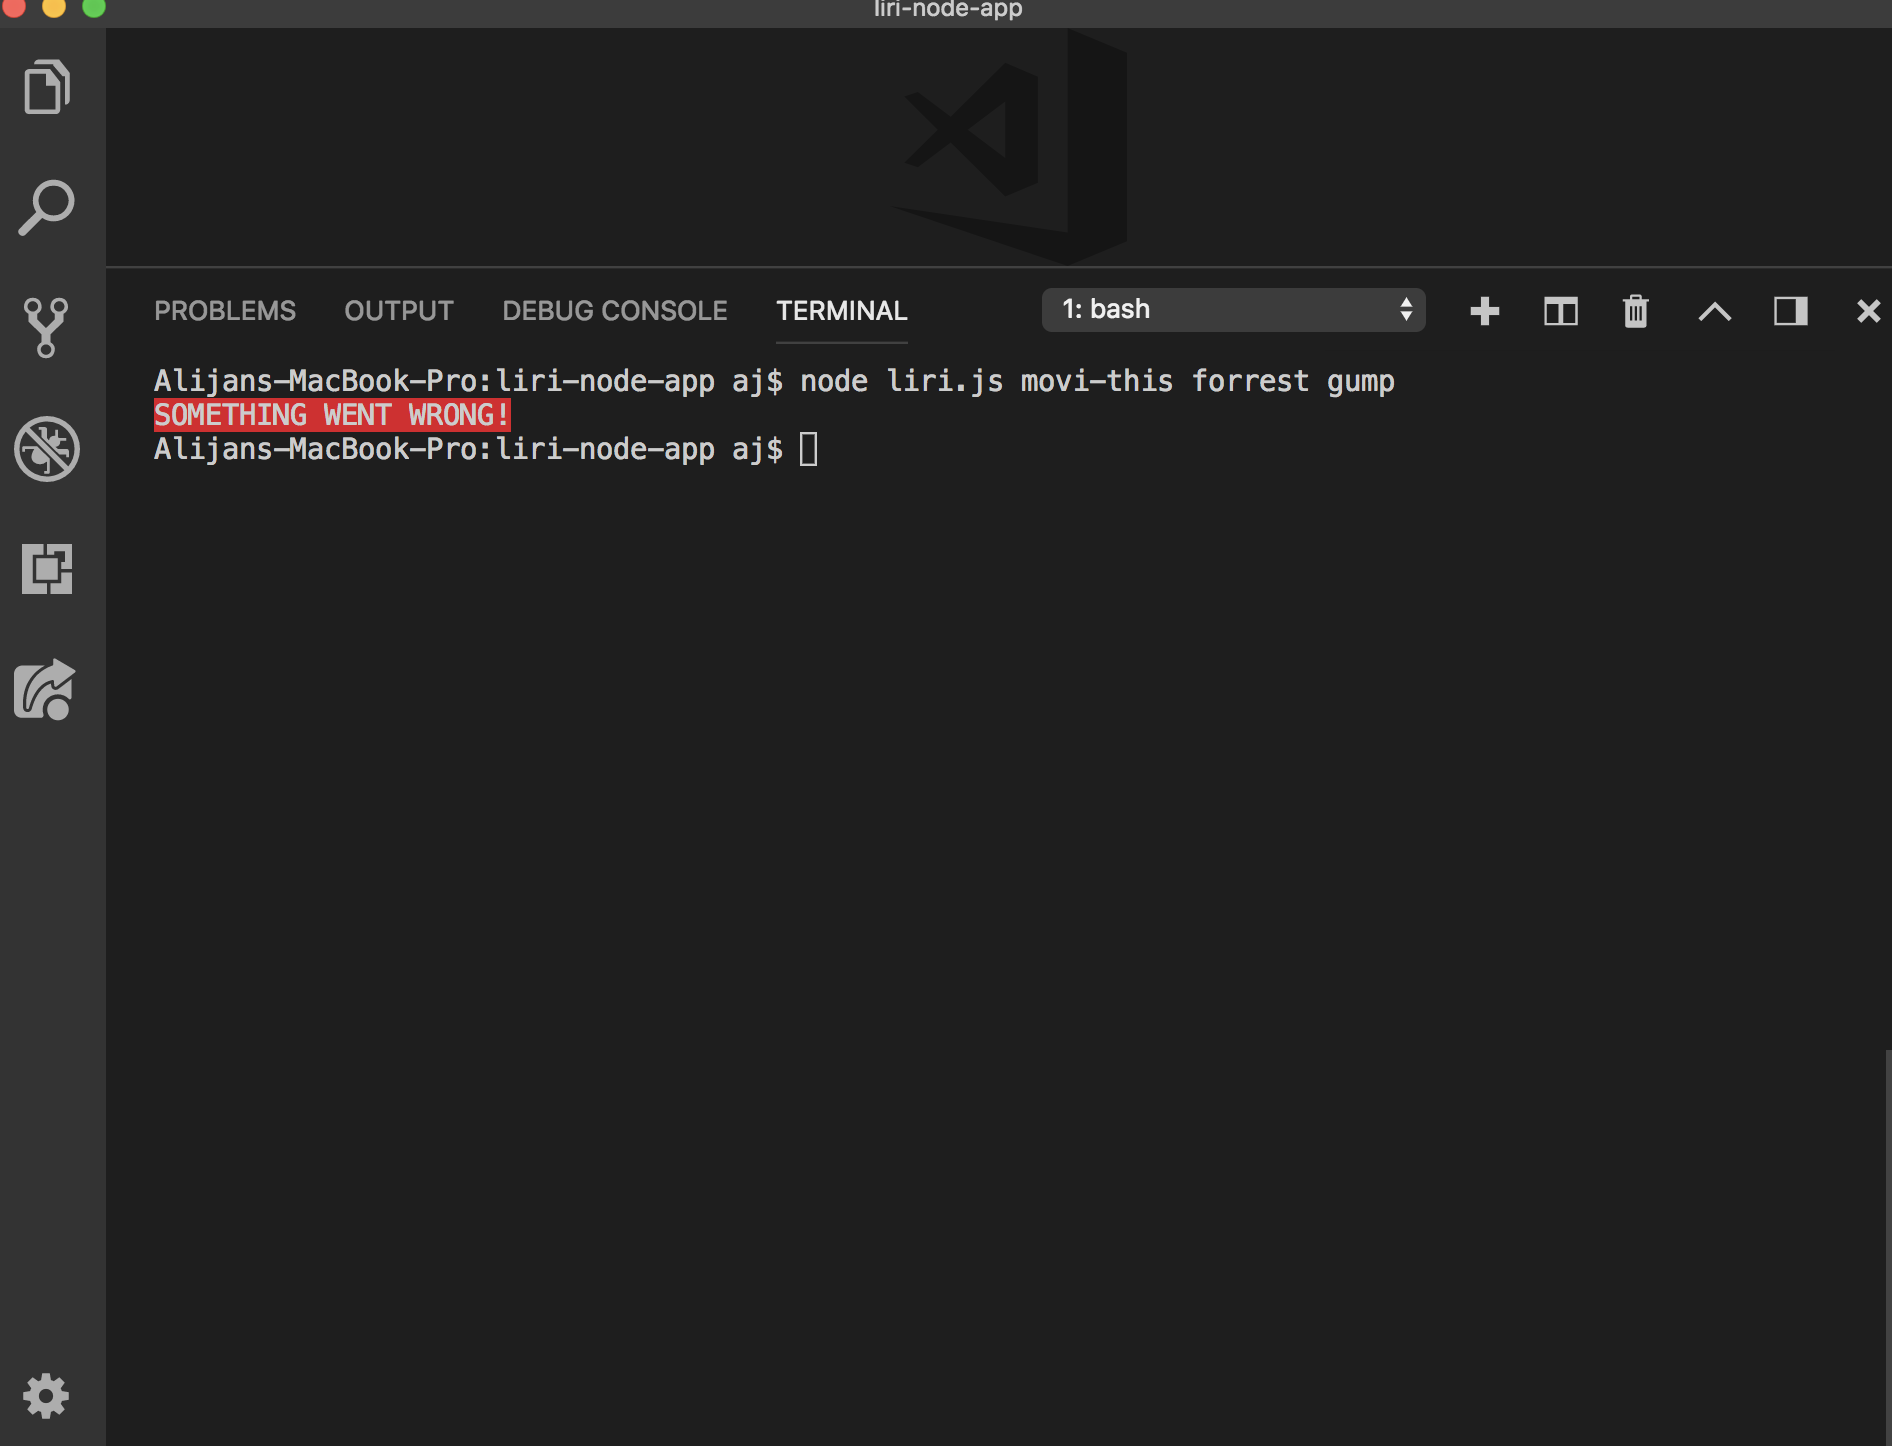 liri-node-app
PROBLEMS OUTPUT DEBUG CONSOLE TERMINAL 1: bash
Alijans-MacBook-Pro:liri-node-app aj$ node liri.js movi-this forrest gump
SOMETHING WENT WRONG!
Alijans-MacBook-Pro:liri-node-app aj$